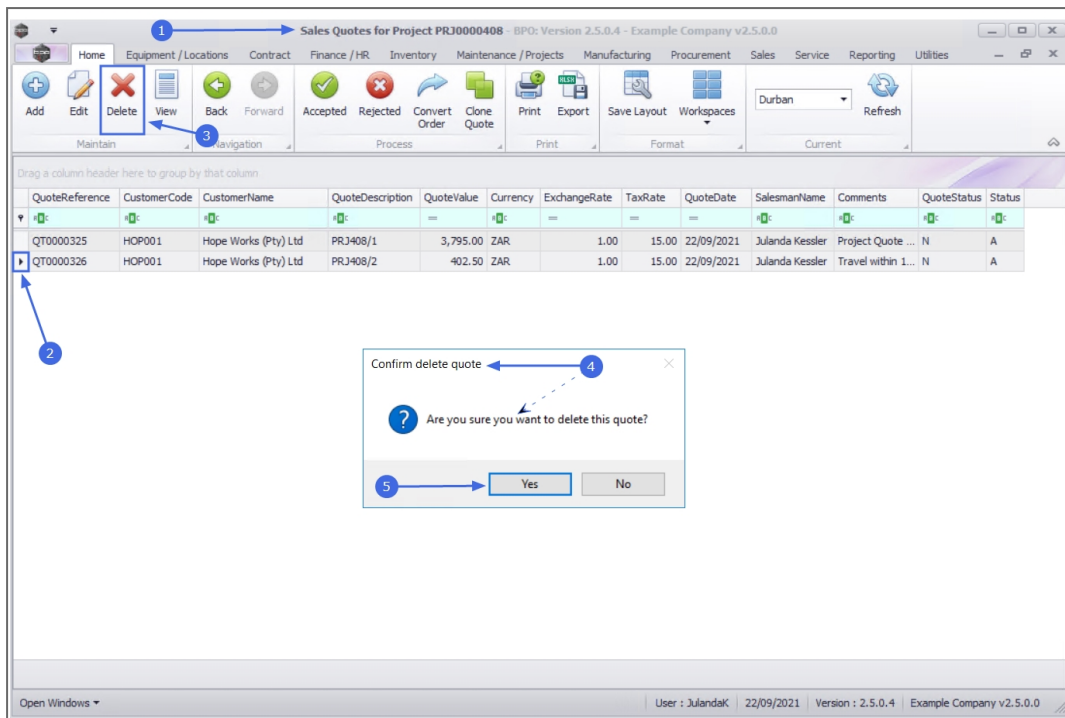 1
Sales Quotes for Project PRJ0000408 - BPO: Version 2.5.0.4 - Example Company v2.5.0.0
Home Equipment / Locations Contract Finance / HR Inventory Maintenance / Projects Manufacturing Procurement Sales Service Reporting Utilities
Add Edit Delete View Back Forward Accepted Rejected Convert Order Clone Quote Print Export Save Layout Workspaces Durban Refresh
3
Maintain Navigation Process Print Format Current
Drag a column header here to group by that column
QuoteReference CustomerCode CustomerName QuoteDescription QuoteValue Currency ExchangeRate TaxRate QuoteDate SalesmanName Comments QuoteStatus Status
QT0000325 HOP001 Hope Works (Pty) Ltd PRJ408/1 3,795.00 ZAR 1.00 15.00 22/09/2021 Julanda Kessler Project Quote ... N A
QT0000326 HOP001 Hope Works (Pty) Ltd PRJ408/2 402.50 ZAR 1.00 15.00 22/09/2021 Julanda Kessler Travel within 1... N A
2
Confirm delete quote 4
Are you sure you want to delete this quote?
5 Yes No
Open Windows User : JulandaK 22/09/2021 Version : 2.5.0.4 Example Company v2.5.0.0